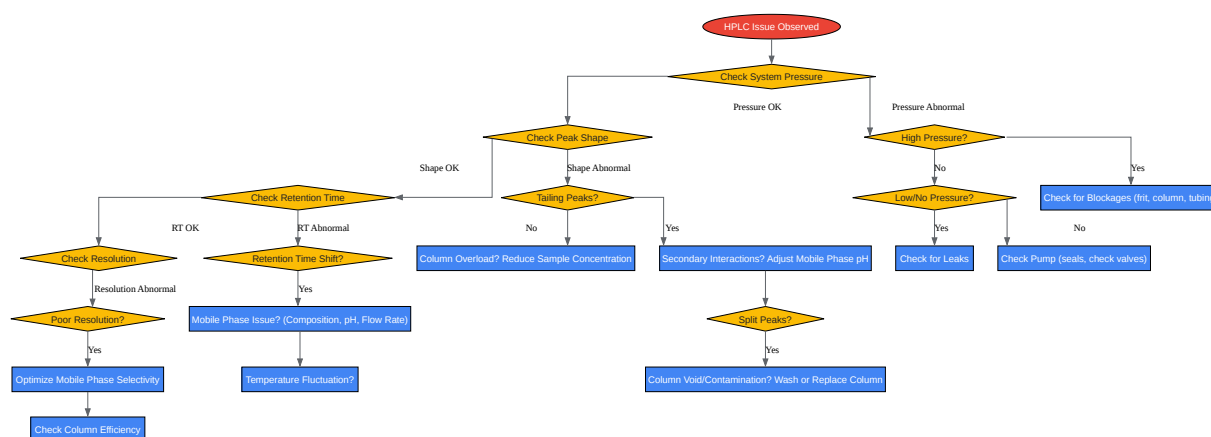 HPLC Issue Observed
Check System Pressure
Pressure OK
Pressure Abnormal
Check Peak Shape
High Pressure?
Shape OK
Shape Abnormal
No
Yes
Check Retention Time
Tailing Peaks?
Low/No Pressure?
Check for Blockages (frit, column, tubing
RT OK
RT Abnormal
No
Yes
Yes
No
Check Resolution
Retention Time Shift?
Column Overload? Reduce Sample Concentration
Secondary Interactions? Adjust Mobile Phase pH
Check for Leaks
Check Pump (seals, check valves)
Resolution Abnormal
Yes
Poor Resolution?
Mobile Phase Issue? (Composition, pH, Flow Rate)
Split Peaks?
Yes
Yes
Optimize Mobile Phase Selectivity
Temperature Fluctuation?
Column Void/Contamination? Wash or Replace Column
Check Column Efficiency